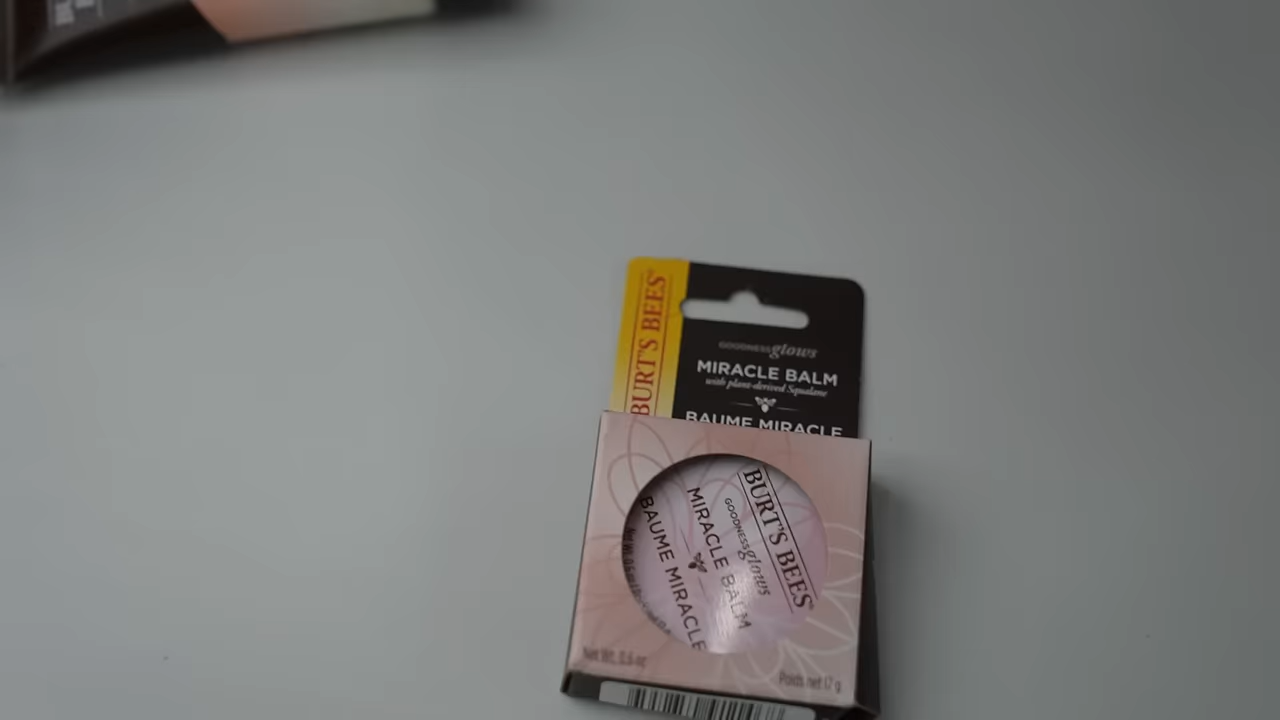 BURT'S BEES®
GOODNESS glows
MIRACLE BALM
with plant-derived Squalane
BAUME MIRACLE
BURT'S BEES®
GOODNESS glows
MIRACLE BALM
BAUME MIRACLE
Net Wt. 0.6 oz
Poids net 17 g